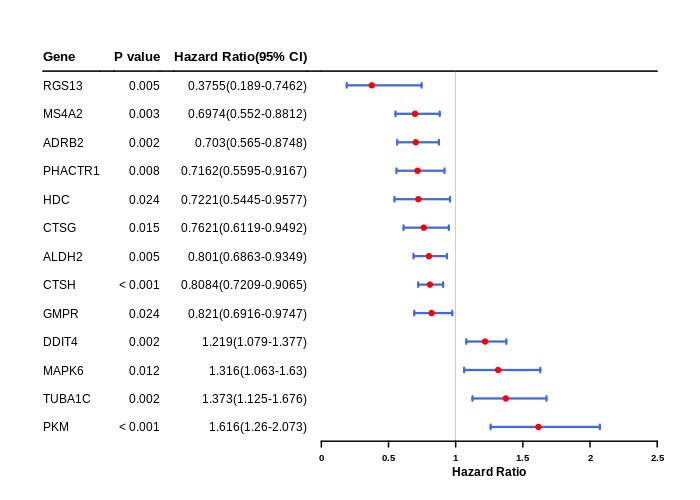 Gene P value Hazard Ratio(95% CI)
RGS13 0.005 0.3755(0.189-0.7462)
MS4A2 0.003 0.6974(0.552-0.8812)
ADRB2 0.002 0.703(0.565-0.8748)
PHACTR1 0.008 0.7162(0.5595-0.9167)
HDC 0.024 0.7221(0.5445-0.9577)
CTSG 0.015 0.7621(0.6119-0.9492)
ALDH2 0.005 0.801(0.6863-0.9349)
CTSH < 0.001 0.8084(0.7209-0.9065)
GMPR 0.024 0.821(0.6916-0.9747)
DDIT4 0.002 1.219(1.079-1.377)
MAPK6 0.012 1.316(1.063-1.63)
TUBA1C 0.002 1.373(1.125-1.676)
PKM < 0.001 1.616(1.26-2.073)
0 0.5 1 1.5 2 2.5
Hazard Ratio